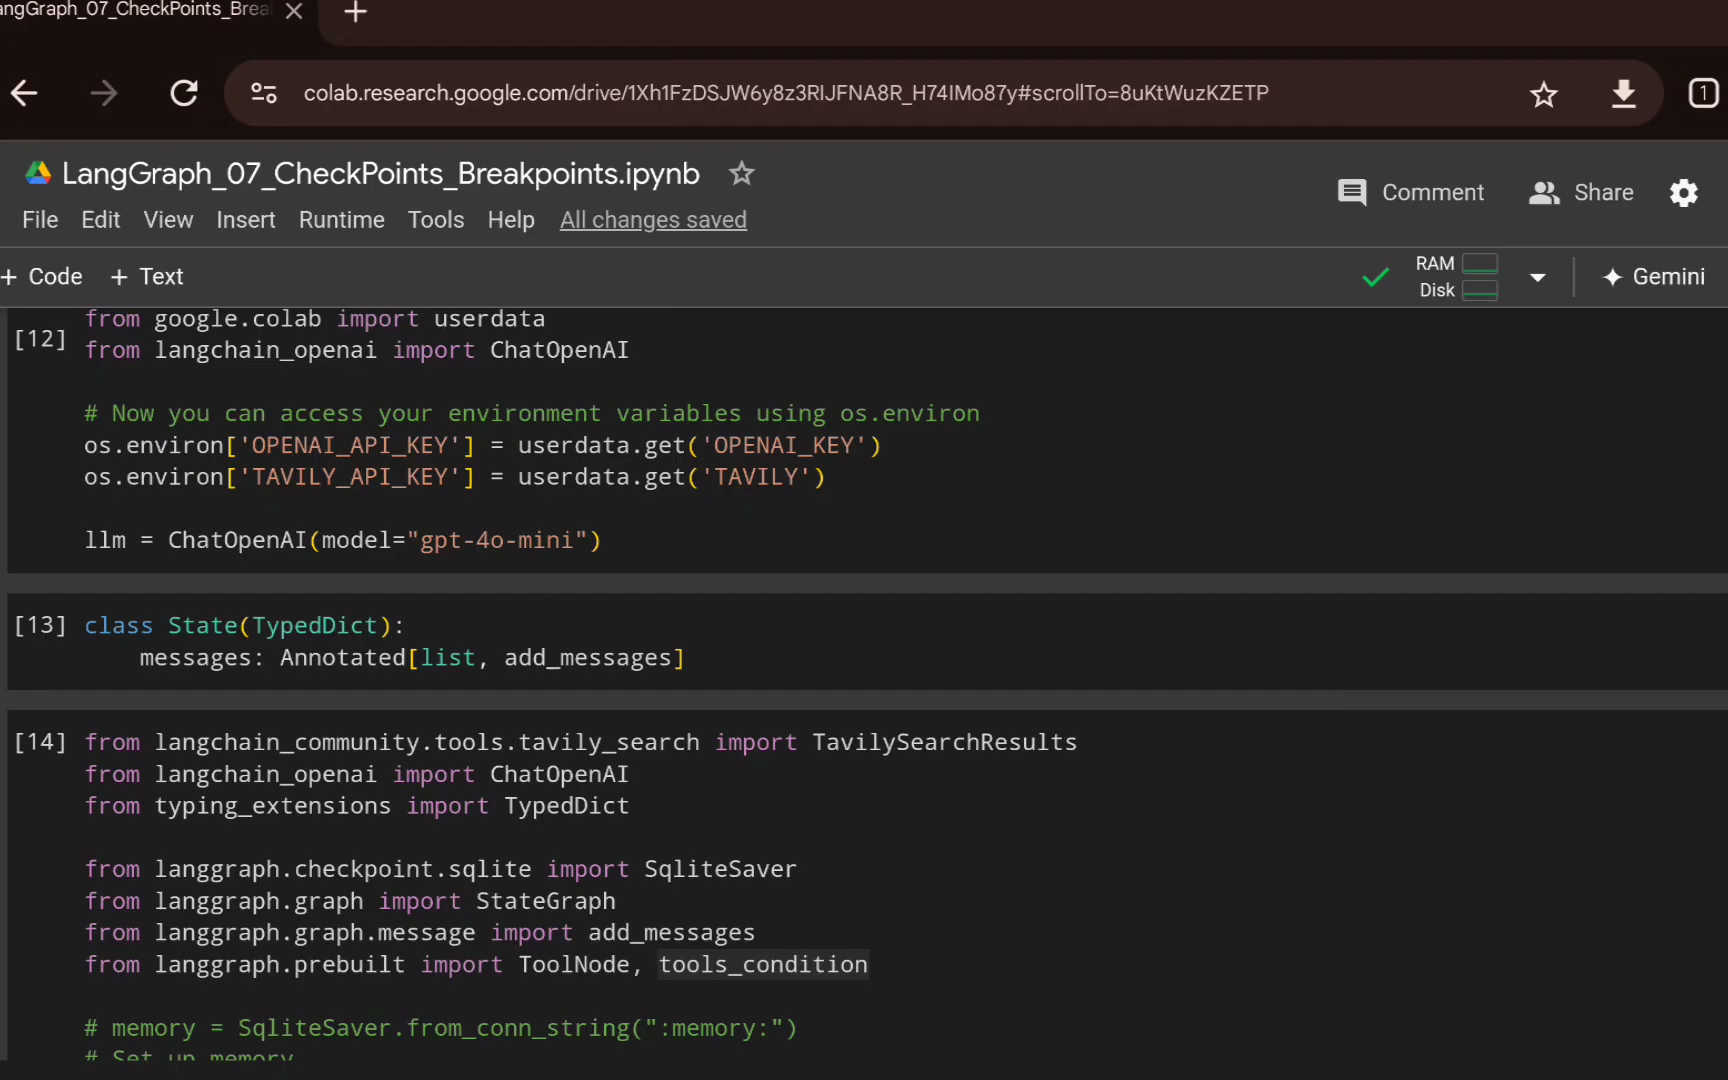 angGraph_07_CheckPoints_Brea
colab.research.google.com/drive/1Xh1FzDSJW6y8z3RIJFNA8R_H74IMo87y#scrollTo=8uKtWuzKZETP
1
LangGraph_07_CheckPoints_Breakpoints.ipynb
Comment
Share
File Edit View Insert Runtime Tools Help All changes saved
+ Code + Text
RAM
Disk
Gemini
from google.colab import userdata
[12]
from langchain_openai import ChatOpenAI
# Now you can access your environment variables using os.environ
os.environ['OPENAI_API_KEY'] = userdata.get('OPENAI_KEY')
os.environ['TAVILY_API_KEY'] = userdata.get('TAVILY')
llm = ChatOpenAI(model="gpt-4o-mini")
[13] class State(TypedDict):
messages: Annotated[list, add_messages]
[14] from langchain_community.tools.tavily_search import TavilySearchResults
from langchain_openai import ChatOpenAI
from typing_extensions import TypedDict
from langgraph.checkpoint.sqlite import SqliteSaver
from langgraph.graph import StateGraph
from langgraph.graph.message import add_messages
from langgraph.prebuilt import ToolNode, tools_condition
# memory = SqliteSaver.from_conn_string(":memory:")
# Set up memory